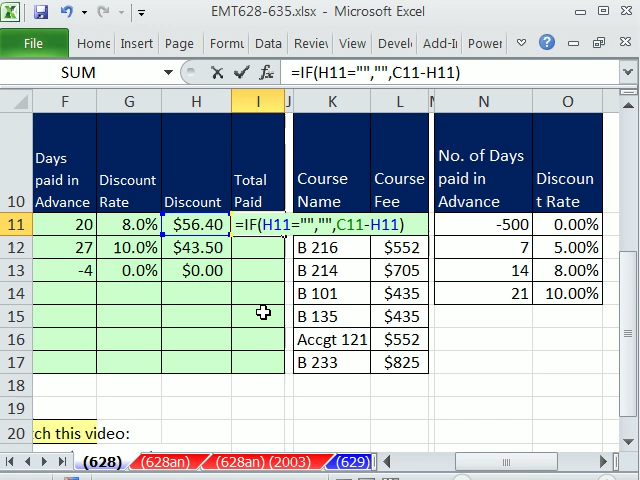 EMT628-635.xlsx - Microsoft Excel
File Home Insert Page Formu Data Review View Develo Add-I Power
SUM fx =IF(H11="","",C11-H11)
F G H I J K L M N O
10 Days paid in Advance Discount Rate Discount Total Paid Course Name Course Fee No. of Days paid in Advance Discoun t Rate
11 20 8.0% $56.40 =IF(H11="","",C11-H11) -500 0.00%
12 27 10.0% $43.50 B 216 $552 7 5.00%
13 -4 0.0% $0.00 B 214 $705 14 8.00%
14 B 101 $435 21 10.00%
15 B 135 $435
16 Accgt 121 $552
17 B 233 $825
18
19
20 rch this video:
(628) (628an) (628an) (2003) (629)